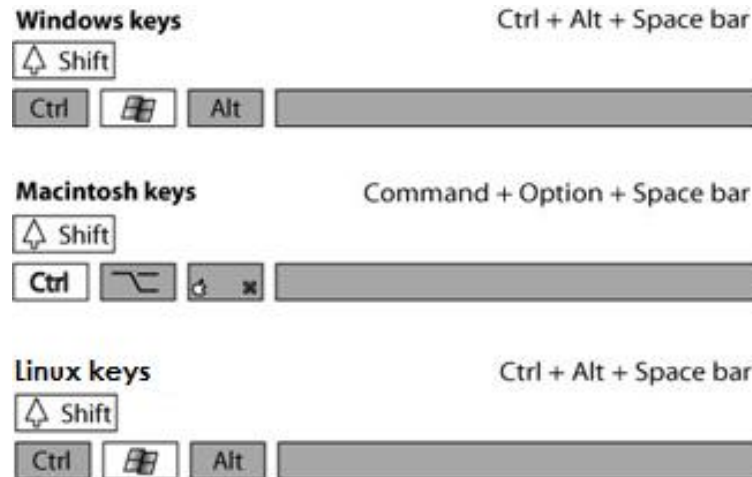 Windows keys Ctrl + Alt + Space bar
Shift
Ctrl Alt
Macintosh keys Command + Option + Space bar
Shift
Ctrl ⌥ ⌘
Linux keys Ctrl + Alt + Space bar
Shift
Ctrl Alt